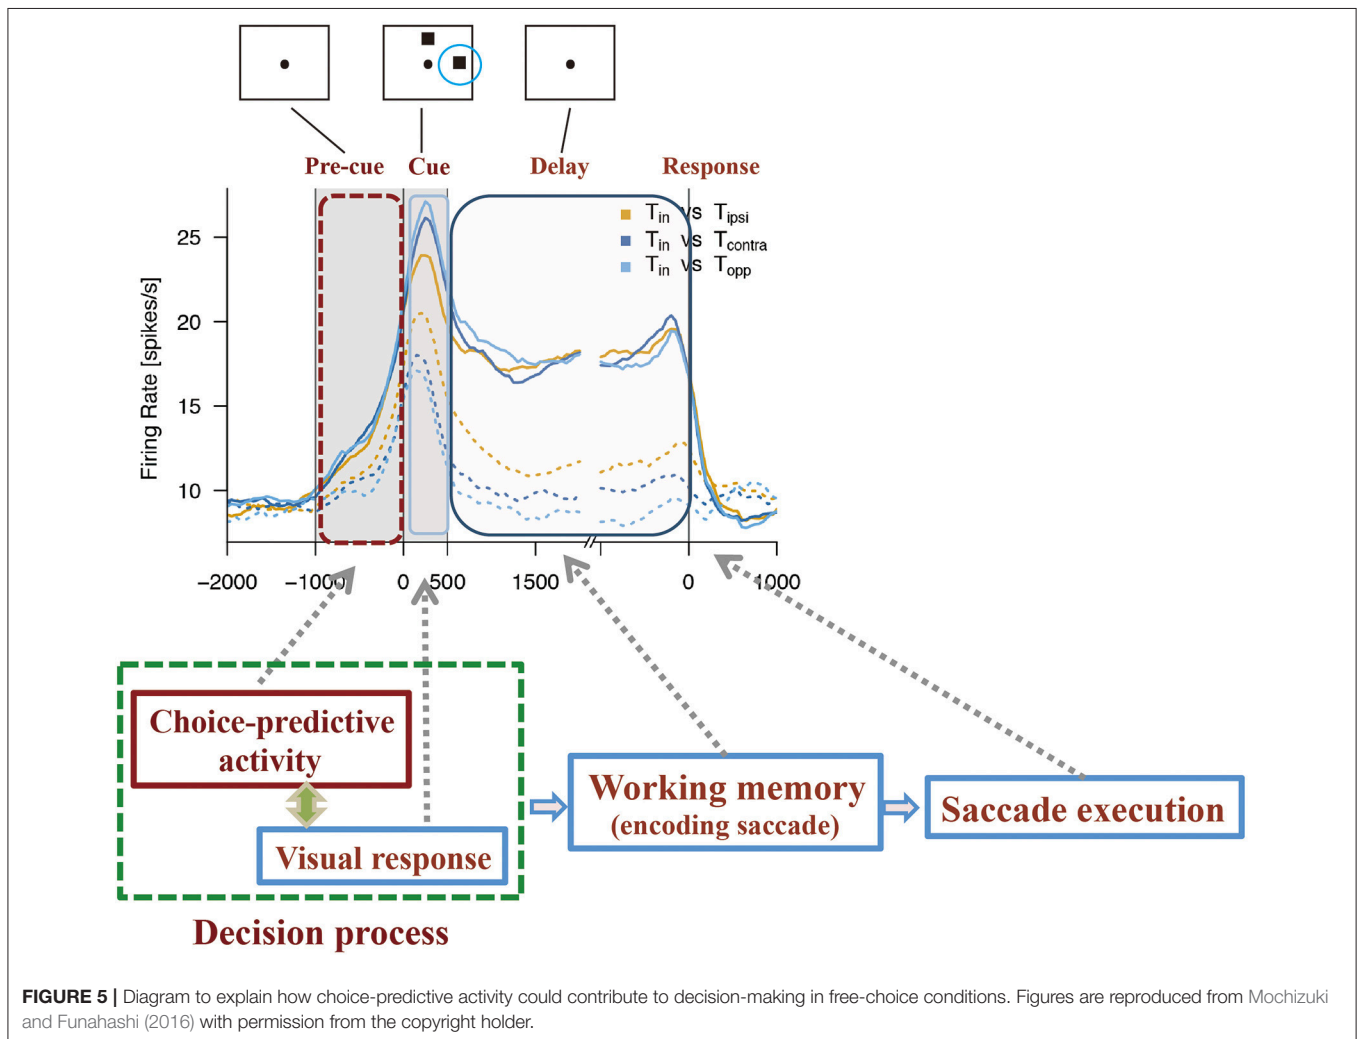 Pre-cue Cue Delay Response
T_in vs T_ipsi
T_in vs T_contra
T_in vs T_opp
Firing Rate [spikes/s]
25
20
15
10
−2000 −1000 0 500 1500 0 1000
Choice-predictive
activity
Visual response
Decision process
Working memory
(encoding saccade)
Saccade execution
FIGURE 5 | Diagram to explain how choice-predictive activity could contribute to decision-making in free-choice conditions. Figures are reproduced from Mochizuki
and Funahashi (2016) with permission from the copyright holder.